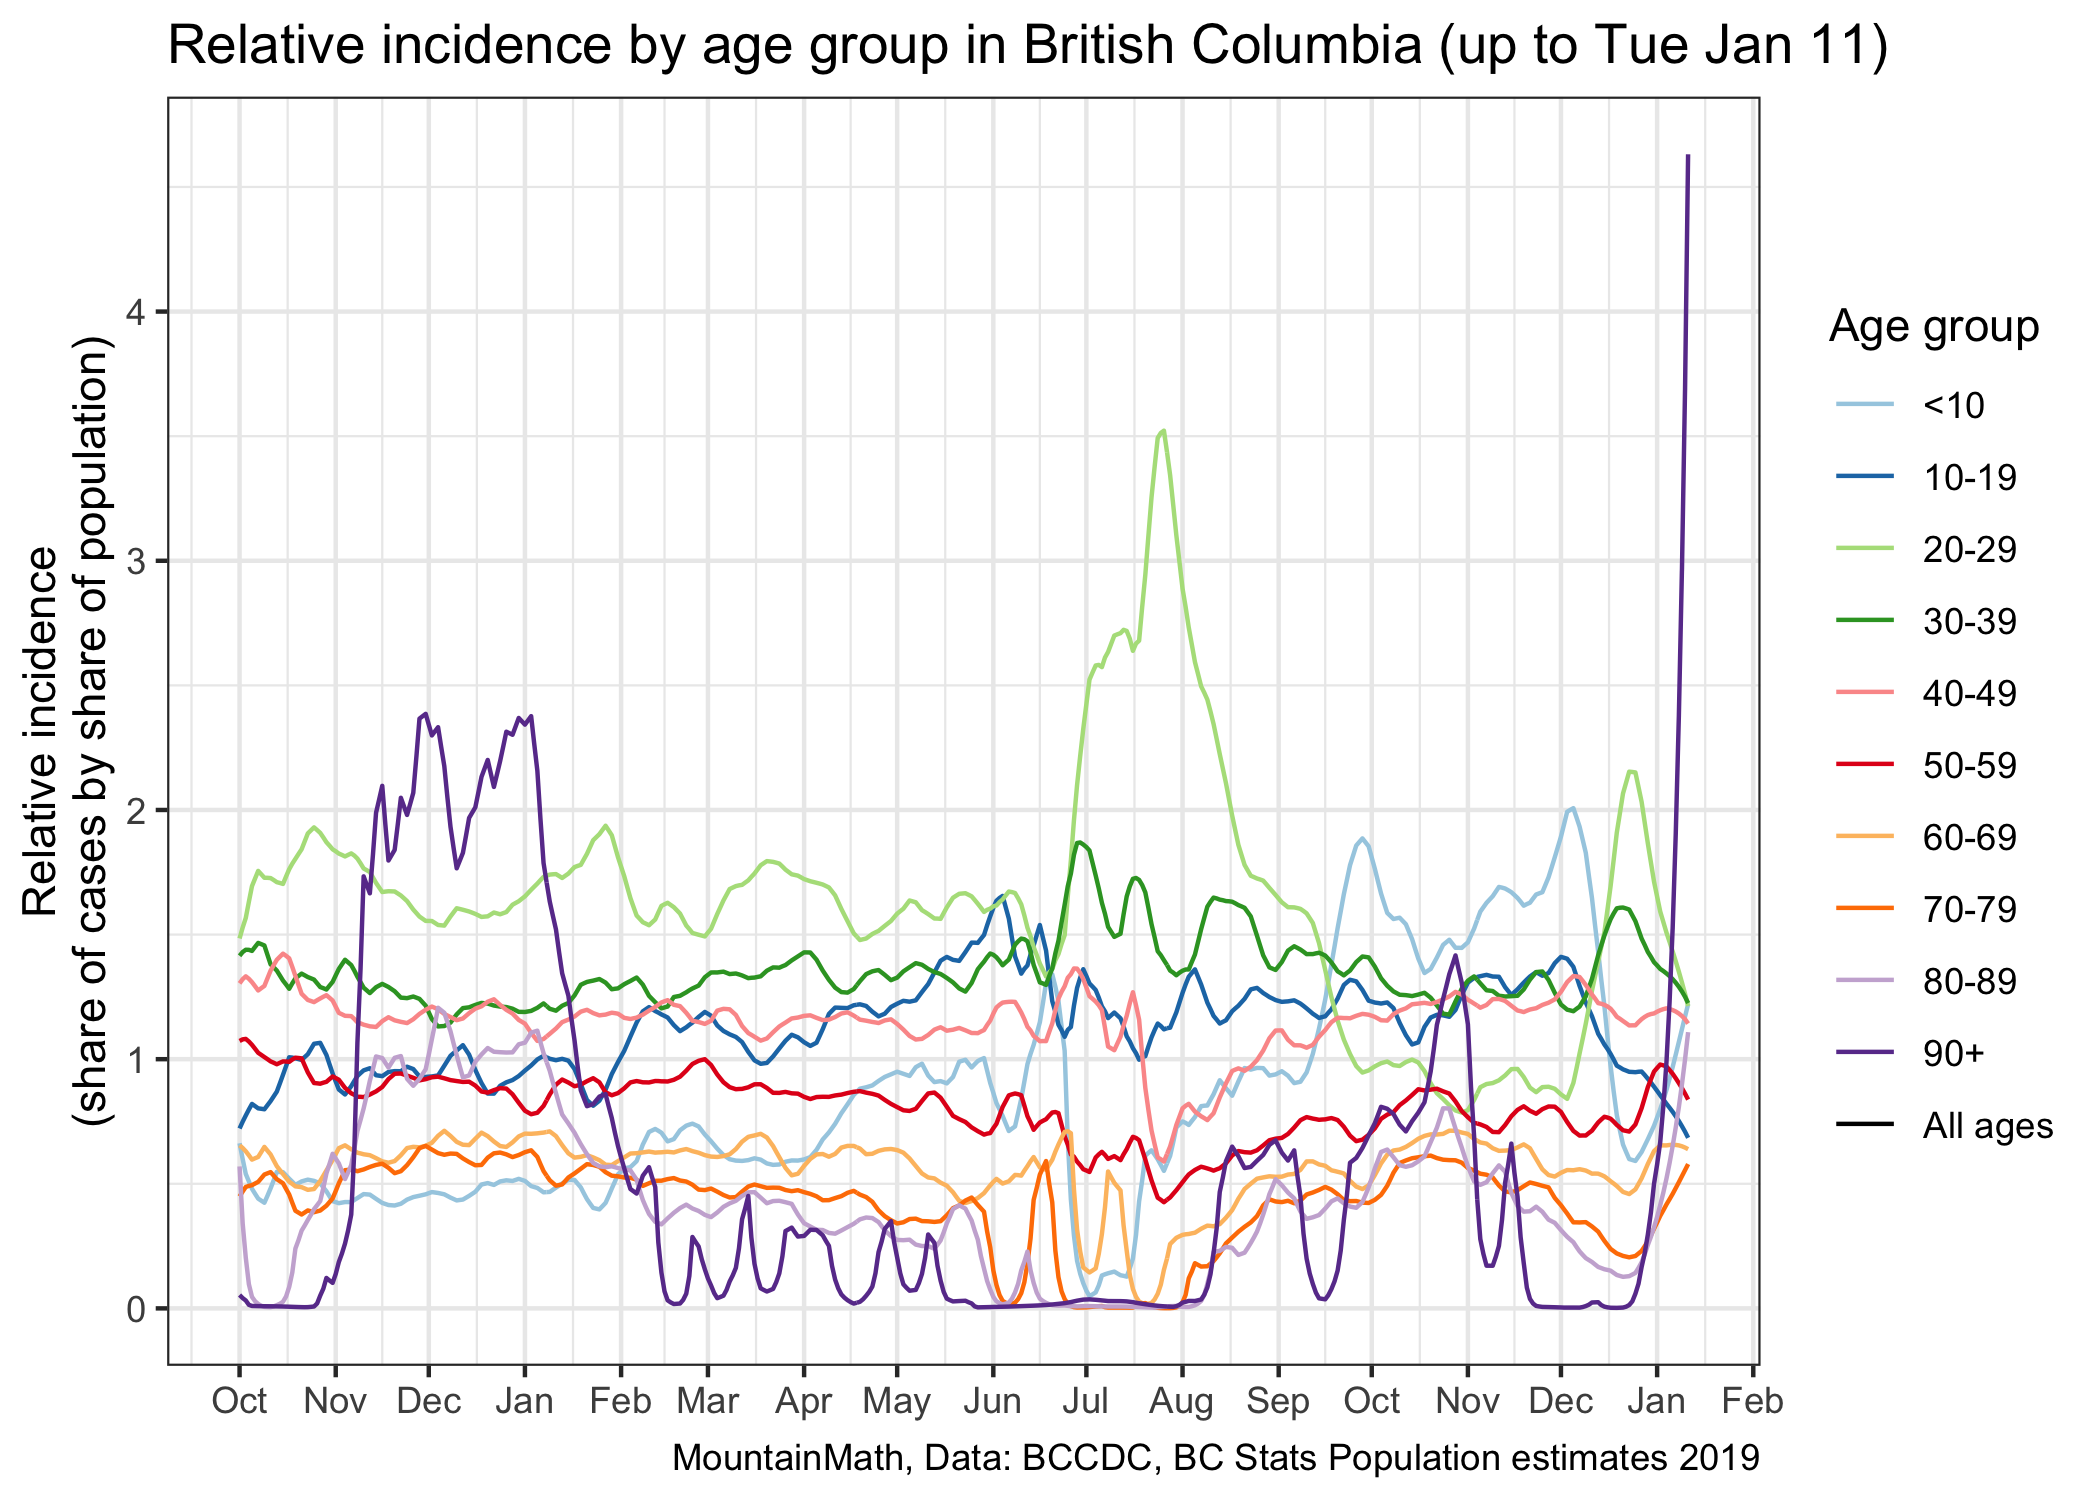 Relative incidence by age group in British Columbia (up to Tue Jan 11)
Relative incidence
(share of cases by share of population)
4
3
2
1
0
Oct Nov Dec Jan Feb Mar Apr May Jun Jul Aug Sep Oct Nov Dec Jan Feb
Age group
<10
10-19
20-29
30-39
40-49
50-59
60-69
70-79
80-89
90+
All ages
MountainMath, Data: BCCDC, BC Stats Population estimates 2019